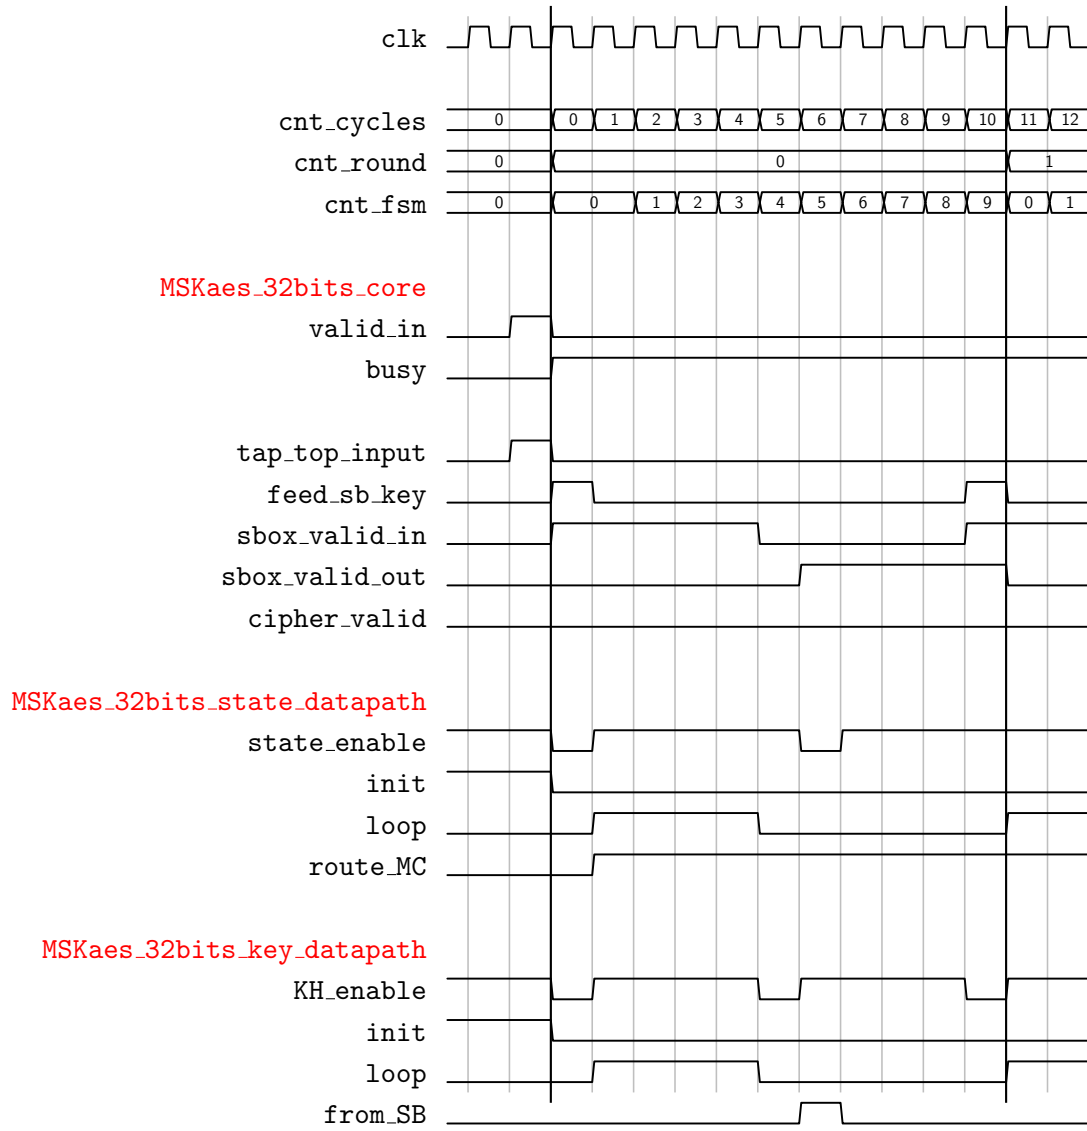 clk
cnt_cycles 0 0 1 2 3 4 5 6 7 8 9 10 11 12
cnt_round 0 0 1
cnt_fsm 0 0 1 2 3 4 5 6 7 8 9 0 1
MSKaes_32bits_core
valid_in
busy
tap_top_input
feed_sb_key
sbox_valid_in
sbox_valid_out
cipher_valid
MSKaes_32bits_state_datapath
state_enable
init
loop
route_MC
MSKaes_32bits_key_datapath
KH_enable
init
loop
from_SB